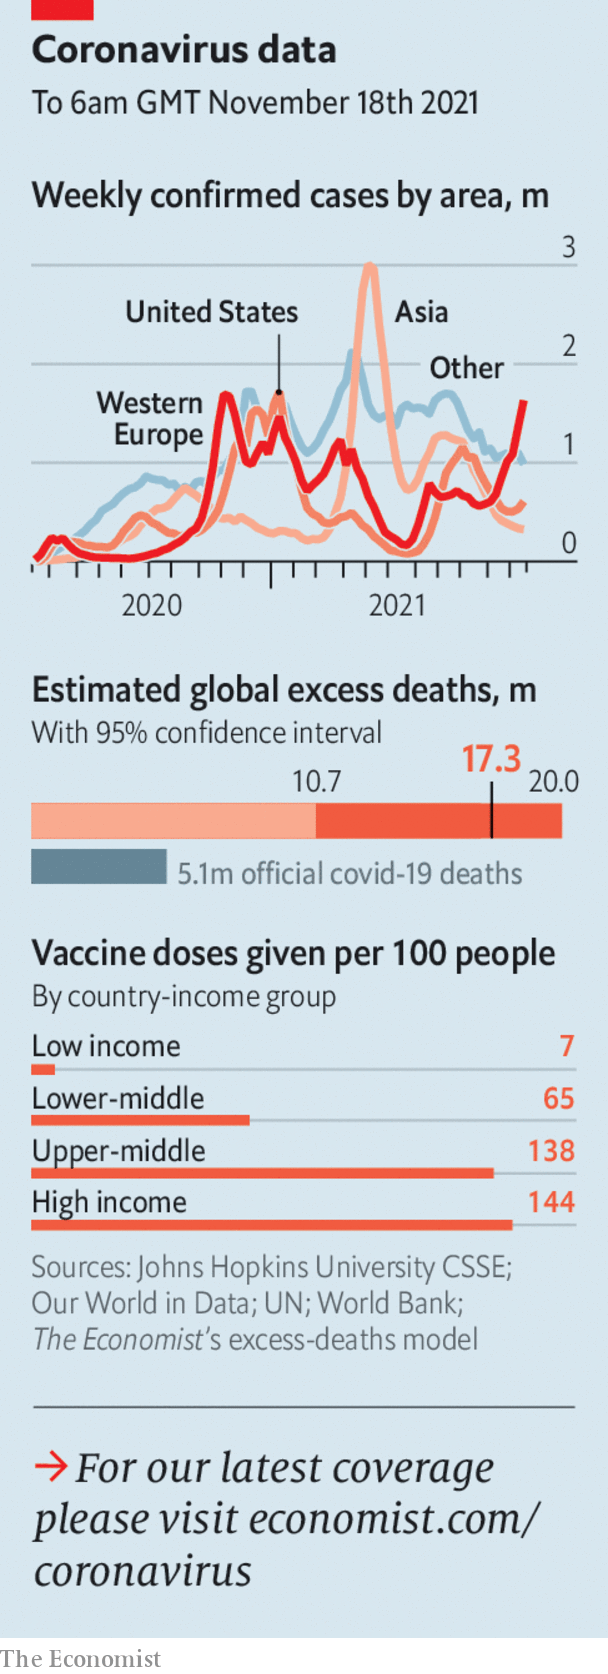 Coronavirus data
To 6am GMT November 18th 2021
Weekly confirmed cases by area, m
3
United States
Asia
2
Other
Western
Europe
1
0
2020
2021
Estimated global excess deaths, m
With 95% confidence interval
17.3
10.7
20.0
5.1m official covid-19 deaths
Vaccine doses given per 100 people
By country-income group
Low income 7
Lower-middle 65
Upper-middle 138
High income 144
Sources: Johns Hopkins University CSSE;
Our World in Data; UN; World Bank;
The Economist's excess-deaths model
→ For our latest coverage
please visit economist.com/
coronavirus
The Economist